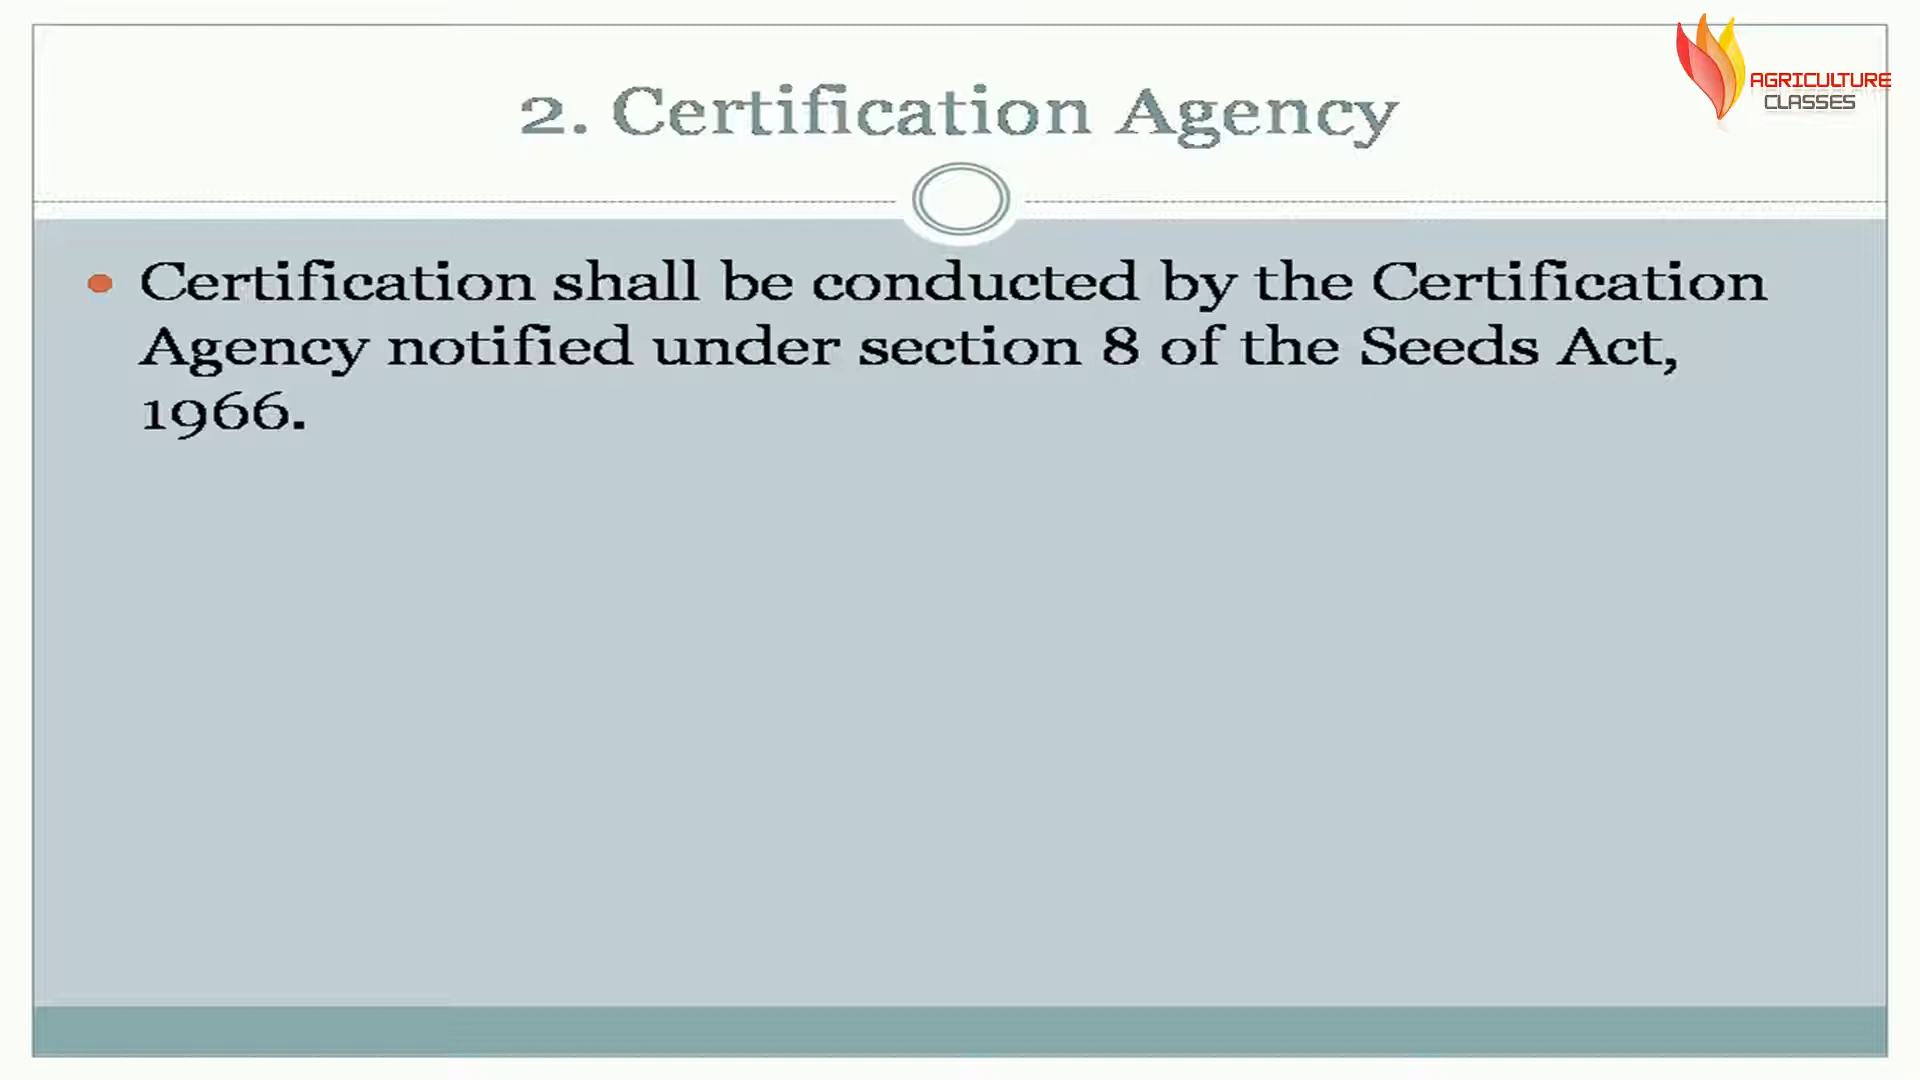 AGRICULTURE
CLASSES
2. Certification Agency
• Certification shall be conducted by the Certification
Agency notified under section 8 of the Seeds Act,
1966.